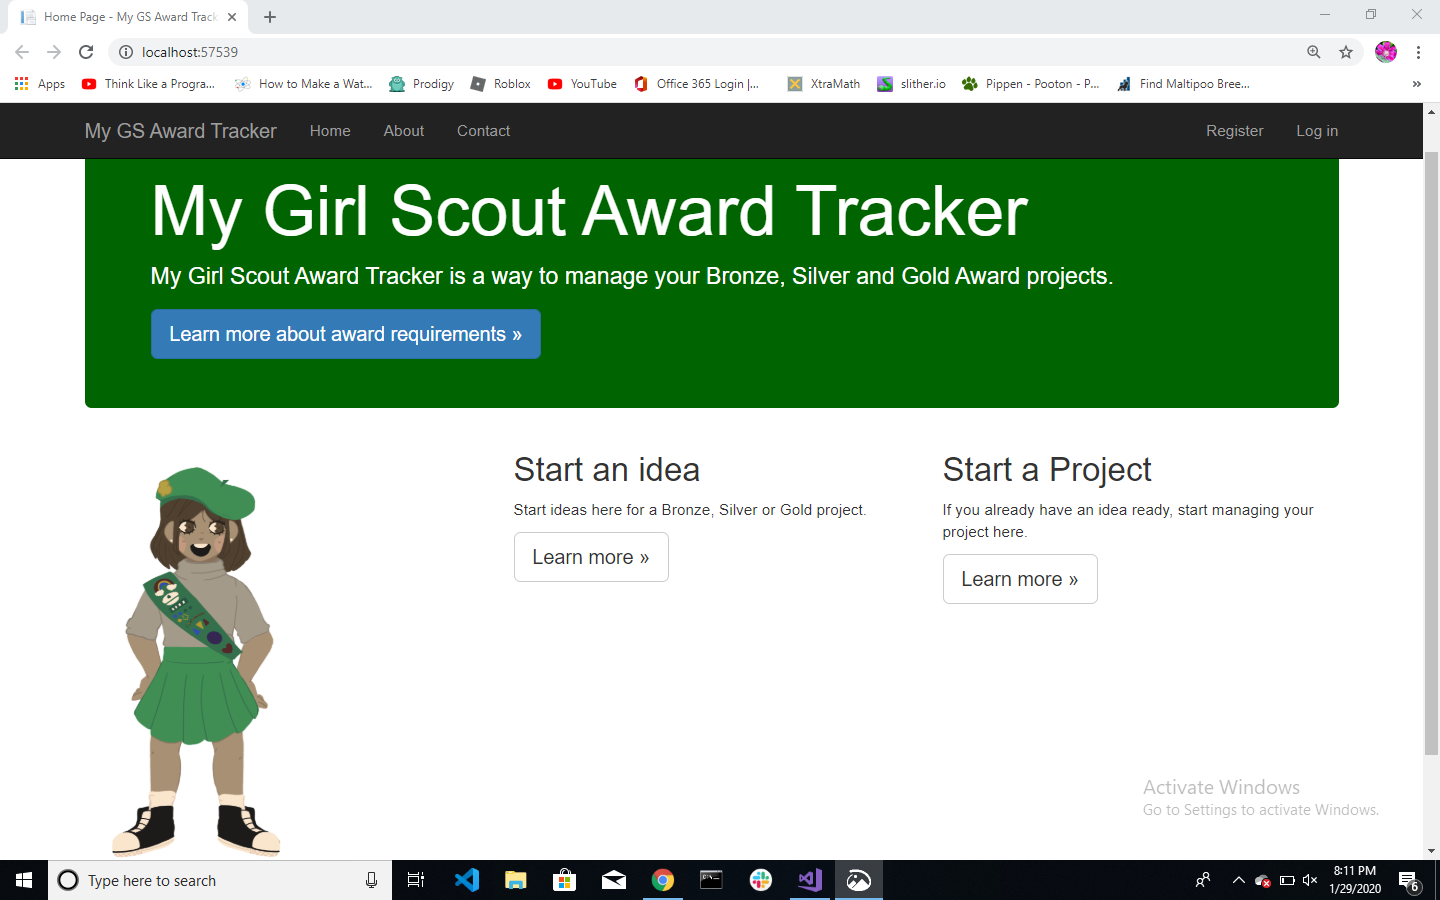 Home Page - My GS Award Track
localhost:57539
Apps
Think Like a Progra...
How to Make a Wat...
Prodigy
Roblox
YouTube
Office 365 Login |...
XtraMath
slither.io
Pippen - Pooton - P...
Find Maltipoo Bree...
»
My GS Award Tracker
Home
About
Contact
Register
Log in
My Girl Scout Award Tracker
My Girl Scout Award Tracker is a way to manage your Bronze, Silver and Gold Award projects.
Learn more about award requirements »
Start an idea
Start ideas here for a Bronze, Silver or Gold project.
Learn more »
Start a Project
If you already have an idea ready, start managing your
project here.
Learn more »
Activate Windows
Go to Settings to activate Windows.
Type here to search
8:11 PM
1/29/2020
6